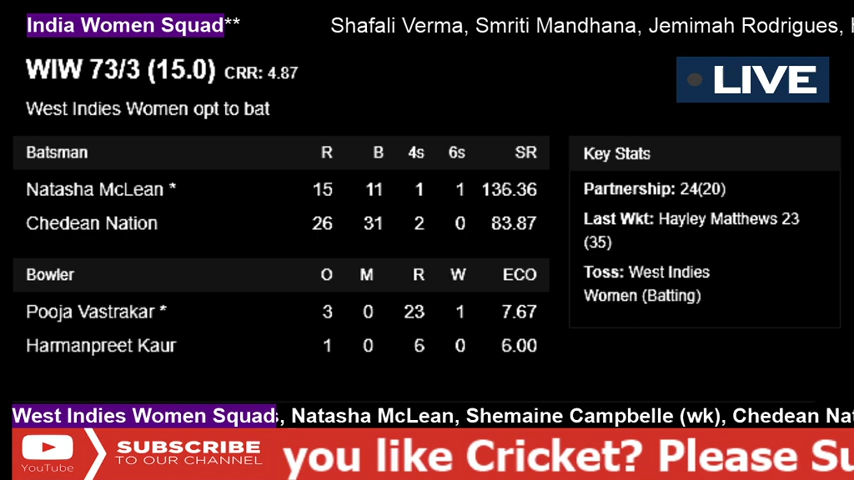 India Women Squad** Shafali Verma, Smriti Mandhana, Jemimah Rodrigues,
WIW 73/3 (15.0) CRR: 4.87
LIVE
West Indies Women opt to bat
Batsman R B 4s 6s SR
Natasha McLean * 15 11 1 1 136.36
Chedean Nation 26 31 2 0 83.87
Bowler O M R W ECO
Pooja Vastrakar * 3 0 23 1 7.67
Harmanpreet Kaur 1 0 6 0 6.00
Key Stats
Partnership: 24(20)
Last Wkt: Hayley Matthews 23
(35)
Toss: West Indies
Women (Batting)
West Indies Women Squad, Natasha McLean, Shemaine Campbelle (wk), Chedean Nat
YouTube
SUBSCRIBE
TO OUR CHANNEL
you like Cricket? Please Su